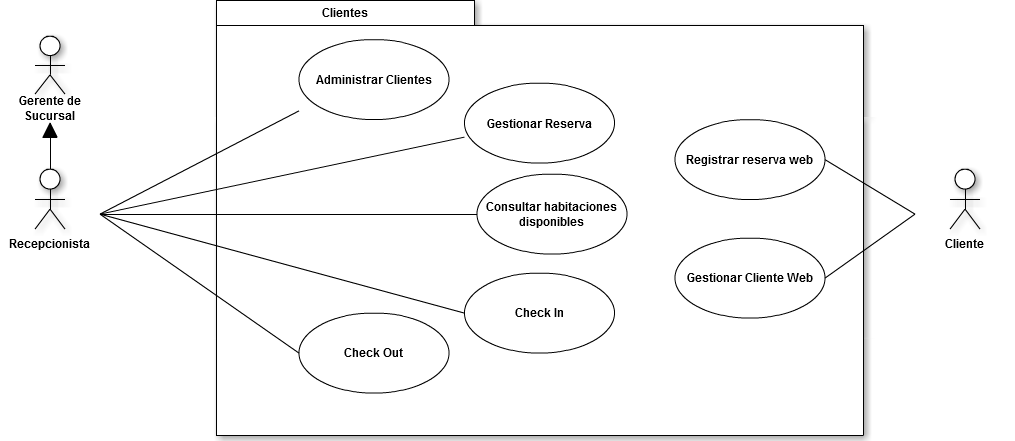 Clientes
Gerente de
Sucursal
Recepcionista
Administrar Clientes
Gestionar Reserva
Consultar habitaciones
disponibles
Check In
Check Out
Registrar reserva web
Gestionar Cliente Web
Cliente